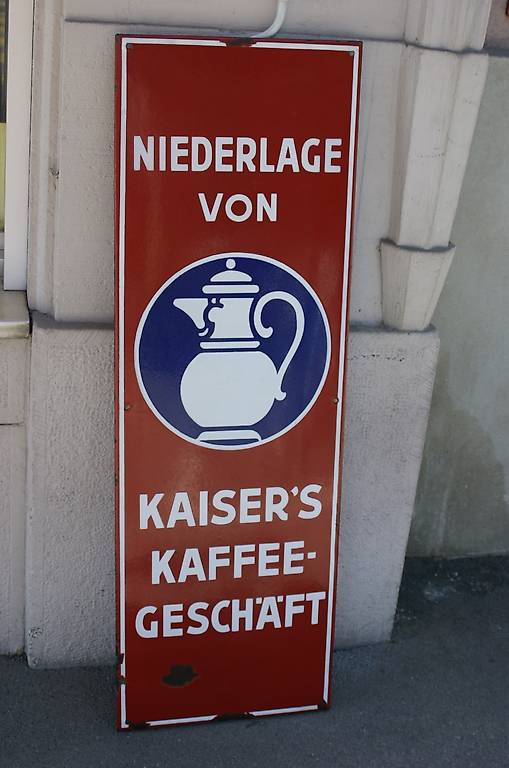 NIEDERLAGE
VON
KAISER'S
KAFFEE-
GESCHÄFT